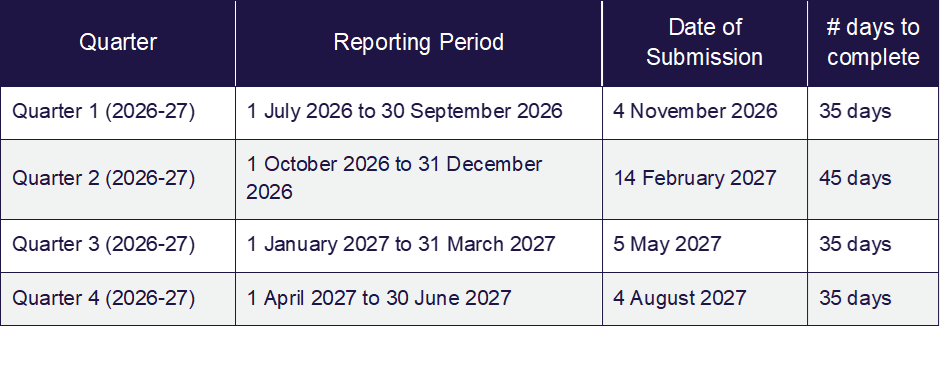 Quarter
Reporting Period
Date of
Submission
# days to
complete
Quarter 1 (2026-27)
1 July 2026 to 30 September 2026
4 November 2026
35 days
Quarter 2 (2026-27)
1 October 2026 to 31 December
2026
14 February 2027
45 days
Quarter 3 (2026-27)
1 January 2027 to 31 March 2027
5 May 2027
35 days
Quarter 4 (2026-27)
1 April 2027 to 30 June 2027
4 August 2027
35 days